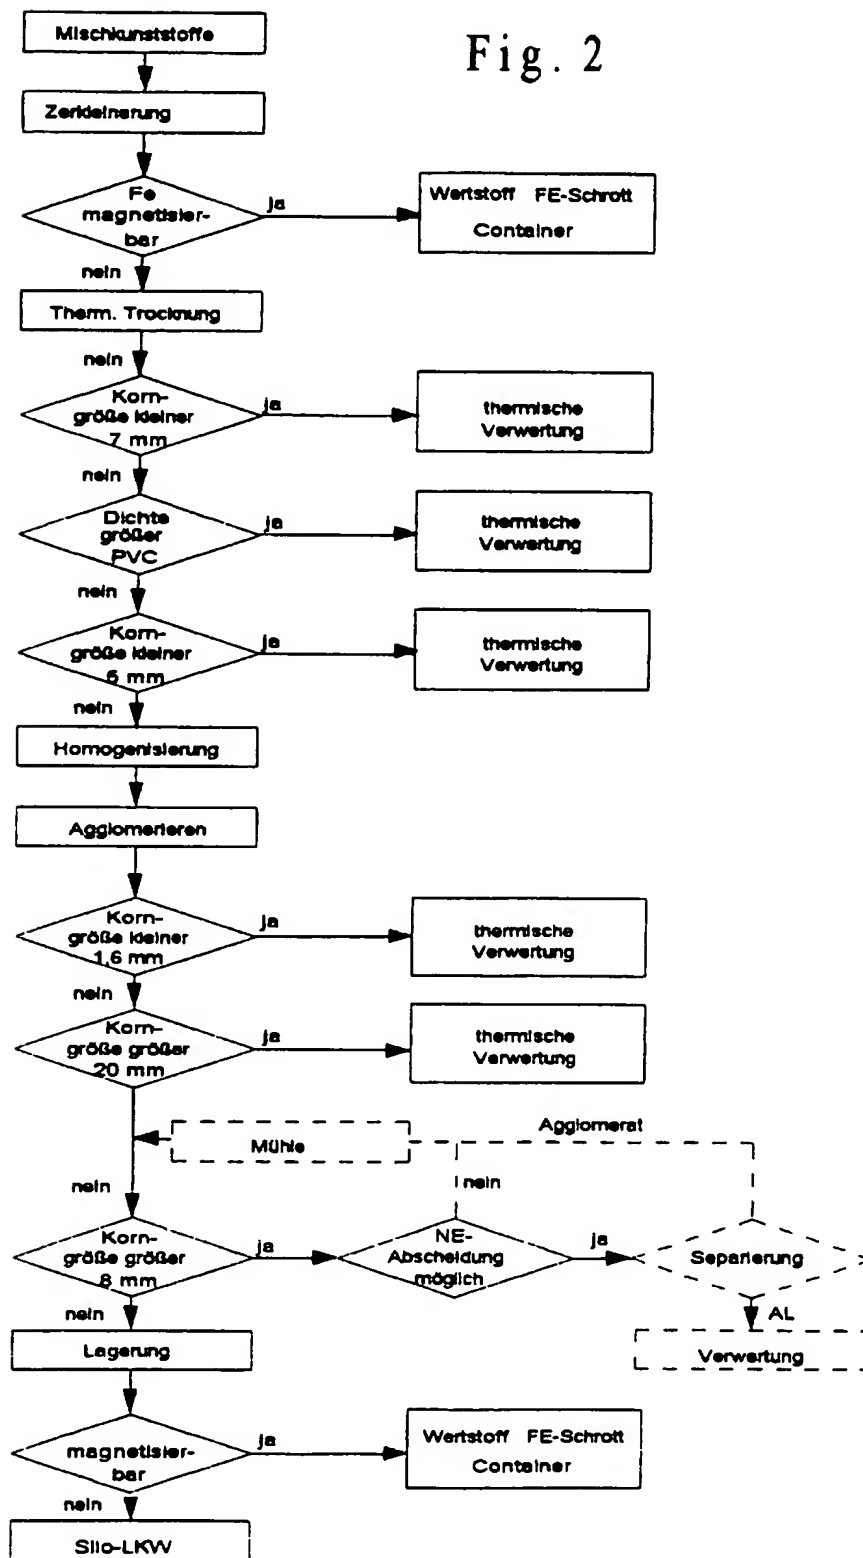 Fig. 2
Mischkunststoffe
Zerkleinerung
Fe
magnetisier-
bar
ja
Wertstoff FE-Schrott
Container
nein
Therm. Trocknung
nein
Korn-
größe kleiner
7 mm
ja
thermische
Verwertung
nein
Dichte
größer
PVC
ja
thermische
Verwertung
nein
Korn-
größe kleiner
5 mm
ja
thermische
Verwertung
nein
Homogenisierung
Agglomerieren
Korn-
größe kleiner
1,6 mm
ja
thermische
Verwertung
nein
Korn-
größe größer
20 mm
ja
thermische
Verwertung
Mühle
Agglomerat
nein
nein
Korn-
größe größer
8 mm
ja
NE-
Abscheidung
möglich
ja
Separierung
nein
AL
Lagerung
Verwertung
magnetisier-
bar
ja
Wertstoff FE-Schrott
Container
nein
Silo-LKW